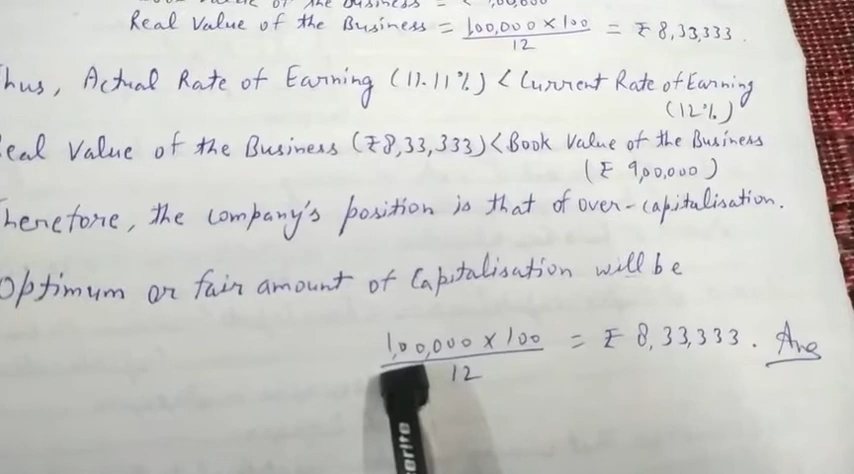 Real Value of the Business = 100,000 × 100 / 12 = ₹ 8,33,333.
hus, Actual Rate of Earning (11.11%) < Current Rate of Earning
(12%)
eal Value of the Business (₹8,33,333) < Book Value of the Business
(₹ 9,00,000)
herefore, the company's position is that of over-capitalisation.
Optimum or fair amount of Capitalisation will be
1,00,000 × 100 / 12 = ₹ 8,33,333. Ans
erite